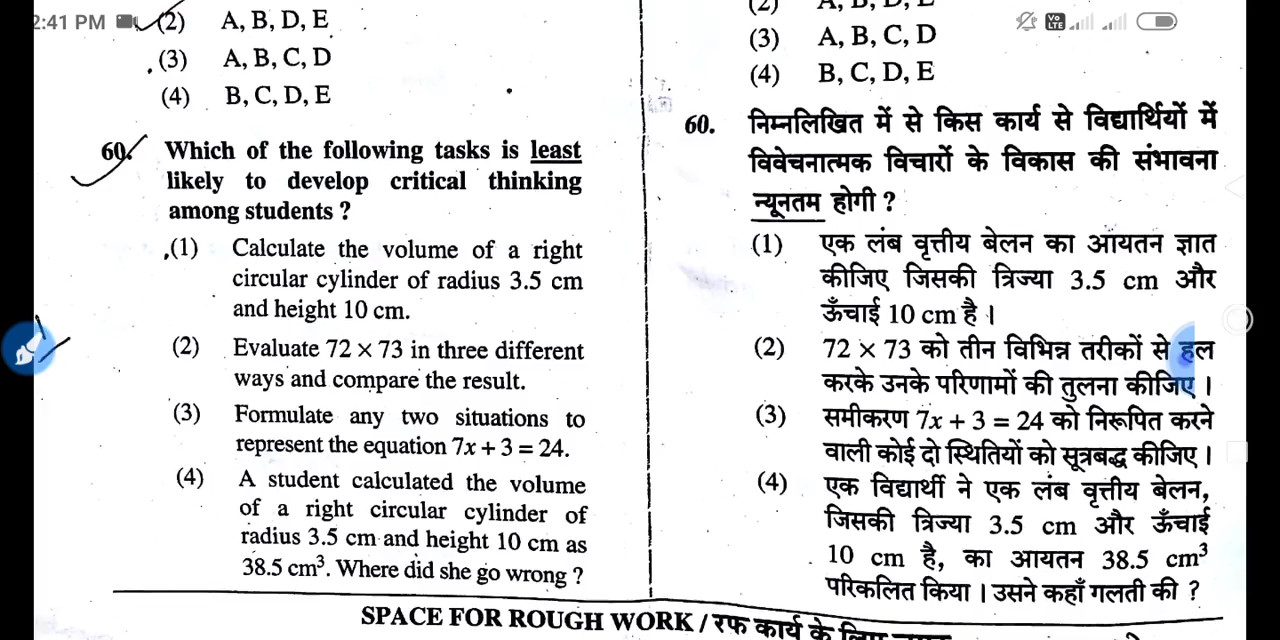 2:41 PM
(2) A, B, D, E
(3) A, B, C, D
(4) B, C, D, E
60. Which of the following tasks is least
likely to develop critical thinking
among students ?
(1) Calculate the volume of a right
circular cylinder of radius 3.5 cm
and height 10 cm.
(2) Evaluate 72 × 73 in three different
ways and compare the result.
(3) Formulate any two situations to
represent the equation 7x + 3 = 24.
(4) A student calculated the volume
of a right circular cylinder of
radius 3.5 cm and height 10 cm as
38.5 cm³. Where did she go wrong ?
(2) A, B, D, E
(3) A, B, C, D
(4) B, C, D, E
60. निम्नलिखित में से किस कार्य से विद्यार्थियों में
विवेचनात्मक विचारों के विकास की संभावना
न्यूनतम होगी ?
(1) एक लंब वृत्तीय बेलन का आयतन ज्ञात
कीजिए जिसकी त्रिज्या 3.5 cm और
ऊँचाई 10 cm है ।
(2) 72 × 73 को तीन विभिन्न तरीकों से हल
करके उनके परिणामों की तुलना कीजिए ।
(3) समीकरण 7x + 3 = 24 को निरूपित करने
वाली कोई दो स्थितियों को सूत्रबद्ध कीजिए ।
(4) एक विद्यार्थी ने एक लंब वृत्तीय बेलन,
जिसकी त्रिज्या 3.5 cm और ऊँचाई
10 cm है, का आयतन 38.5 cm³
परिकलित किया । उसने कहाँ गलती की ?
SPACE FOR ROUGH WORK / रफ कार्य के लिए